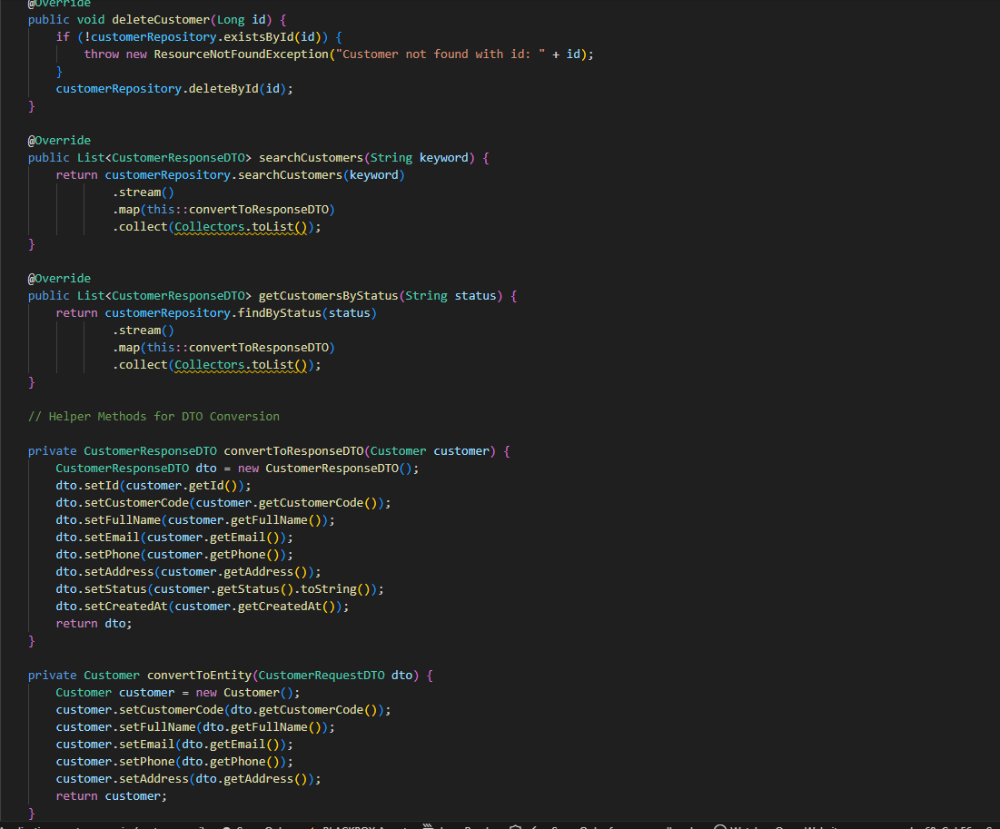 @Override
public void deleteCustomer(Long id) {
if (!customerRepository.existsById(id)) {
throw new ResourceNotFoundException("Customer not found with id: " + id);
}
customerRepository.deleteById(id);
}
@Override
public List<CustomerResponseDTO> searchCustomers(String keyword) {
return customerRepository.searchCustomers(keyword)
.stream()
.map(this::convertToResponseDTO)
.collect(Collectors.toList());
}
@Override
public List<CustomerResponseDTO> getCustomersByStatus(String status) {
return customerRepository.findByStatus(status)
.stream()
.map(this::convertToResponseDTO)
.collect(Collectors.toList());
}
// Helper Methods for DTO Conversion
private CustomerResponseDTO convertToResponseDTO(Customer customer) {
CustomerResponseDTO dto = new CustomerResponseDTO();
dto.setId(customer.getId());
dto.setCustomerCode(customer.getCustomerCode());
dto.setFullName(customer.getFullName());
dto.setEmail(customer.getEmail());
dto.setPhone(customer.getPhone());
dto.setAddress(customer.getAddress());
dto.setStatus(customer.getStatus().toString());
dto.setCreatedAt(customer.getCreatedAt());
return dto;
}
private Customer convertToEntity(CustomerRequestDTO dto) {
Customer customer = new Customer();
customer.setCustomerCode(dto.getCustomerCode());
customer.setFullName(dto.getFullName());
customer.setEmail(dto.getEmail());
customer.setPhone(dto.getPhone());
customer.setAddress(dto.getAddress());
return customer;
}